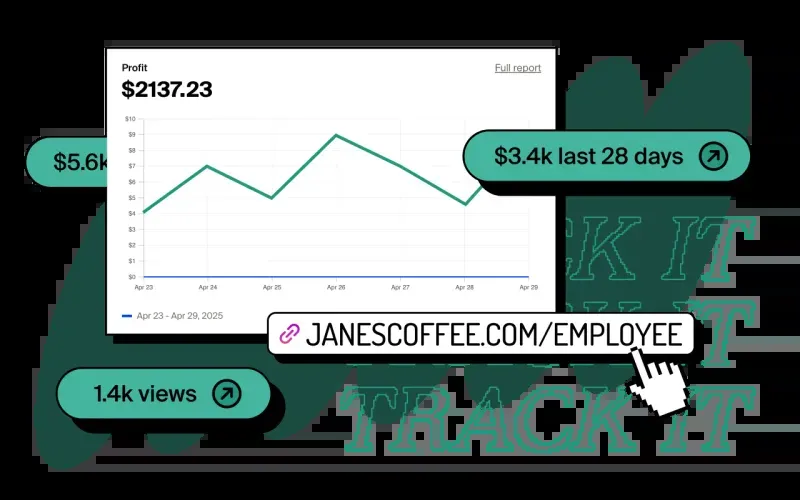 Profit
Full report
$2137.23
$10
$9
$8
$7
$6
$5
$4
$3
$2
$1
$0
Apr 23
Apr 24
Apr 25
Apr 26
Apr 27
Apr 28
Apr 29
Apr 23 - Apr 29, 2025
$5.6k
$3.4k last 28 days
CK IT
CK IT
JANESCOFFEE.COM/EMPLOYEE
1.4k views
TRACK IT